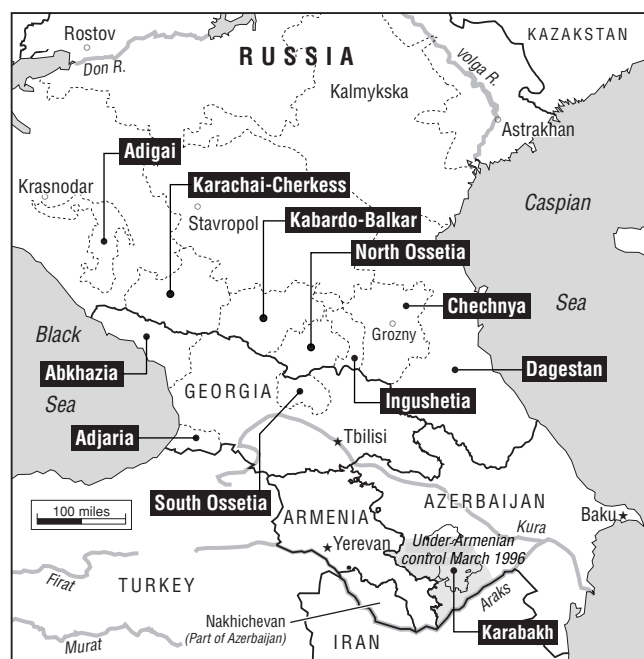 Rostov
RUSSIA
KAZAKSTAN
Don R.
volga R.
Kalmykska
Astrakhan
Adigai
Krasnodar
Karachai-Cherkess
Stavropol
Kabardo-Balkar
Caspian
North Ossetia
Chechnya
Sea
Black
Grozny
Abkhazia
Dagestan
GEORGIA
Sea
Ingushetia
Adjaria
Tbilisi
South Ossetia
100 miles
AZERBAIJAN
ARMENIA
Baku
Under Armenian
control March 1996
Kura
Yerevan
Firat
TURKEY
Araks
Nakhichevan
(Part of Azerbaijan)
Karabakh
Murat
IRAN